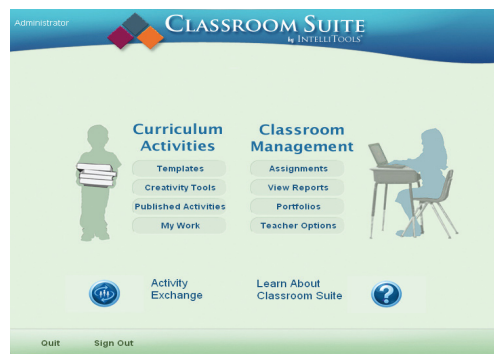 Administrator
CLASSROOM SUITE
by INTELLITOOLS®
Curriculum
Activities
Templates
Creativity Tools
Published Activities
My Work
Classroom
Management
Assignments
View Reports
Portfolios
Teacher Options
Activity
Exchange
Learn About
Classroom Suite
?
Quit
Sign Out